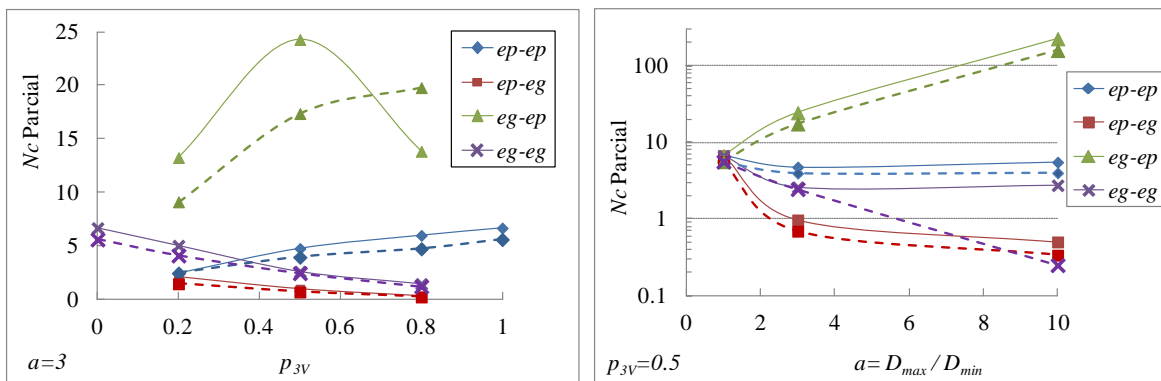 25
20
15
10
5
0
Nc Parcial
0 0.2 0.4 0.6 0.8 1
a=3
p3V
ep-ep
ep-eg
eg-ep
eg-eg
100
10
1
0.1
Nc Parcial
0 2 4 6 8 10
p3V=0.5
a= Dmax / Dmin
ep-ep
ep-eg
eg-ep
eg-eg